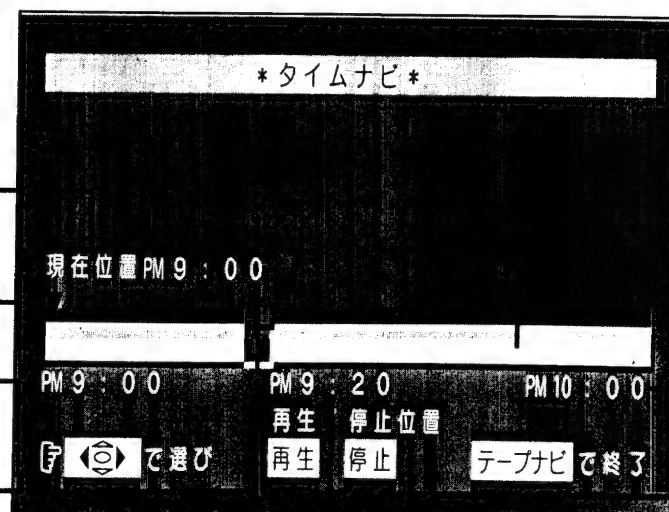 *タイムナビ*
現在位置PM9:00
PM9:00 PM9:20 PM10:00
再生 停止位置
☞ で選び 再生 停止 テープナビ で終了